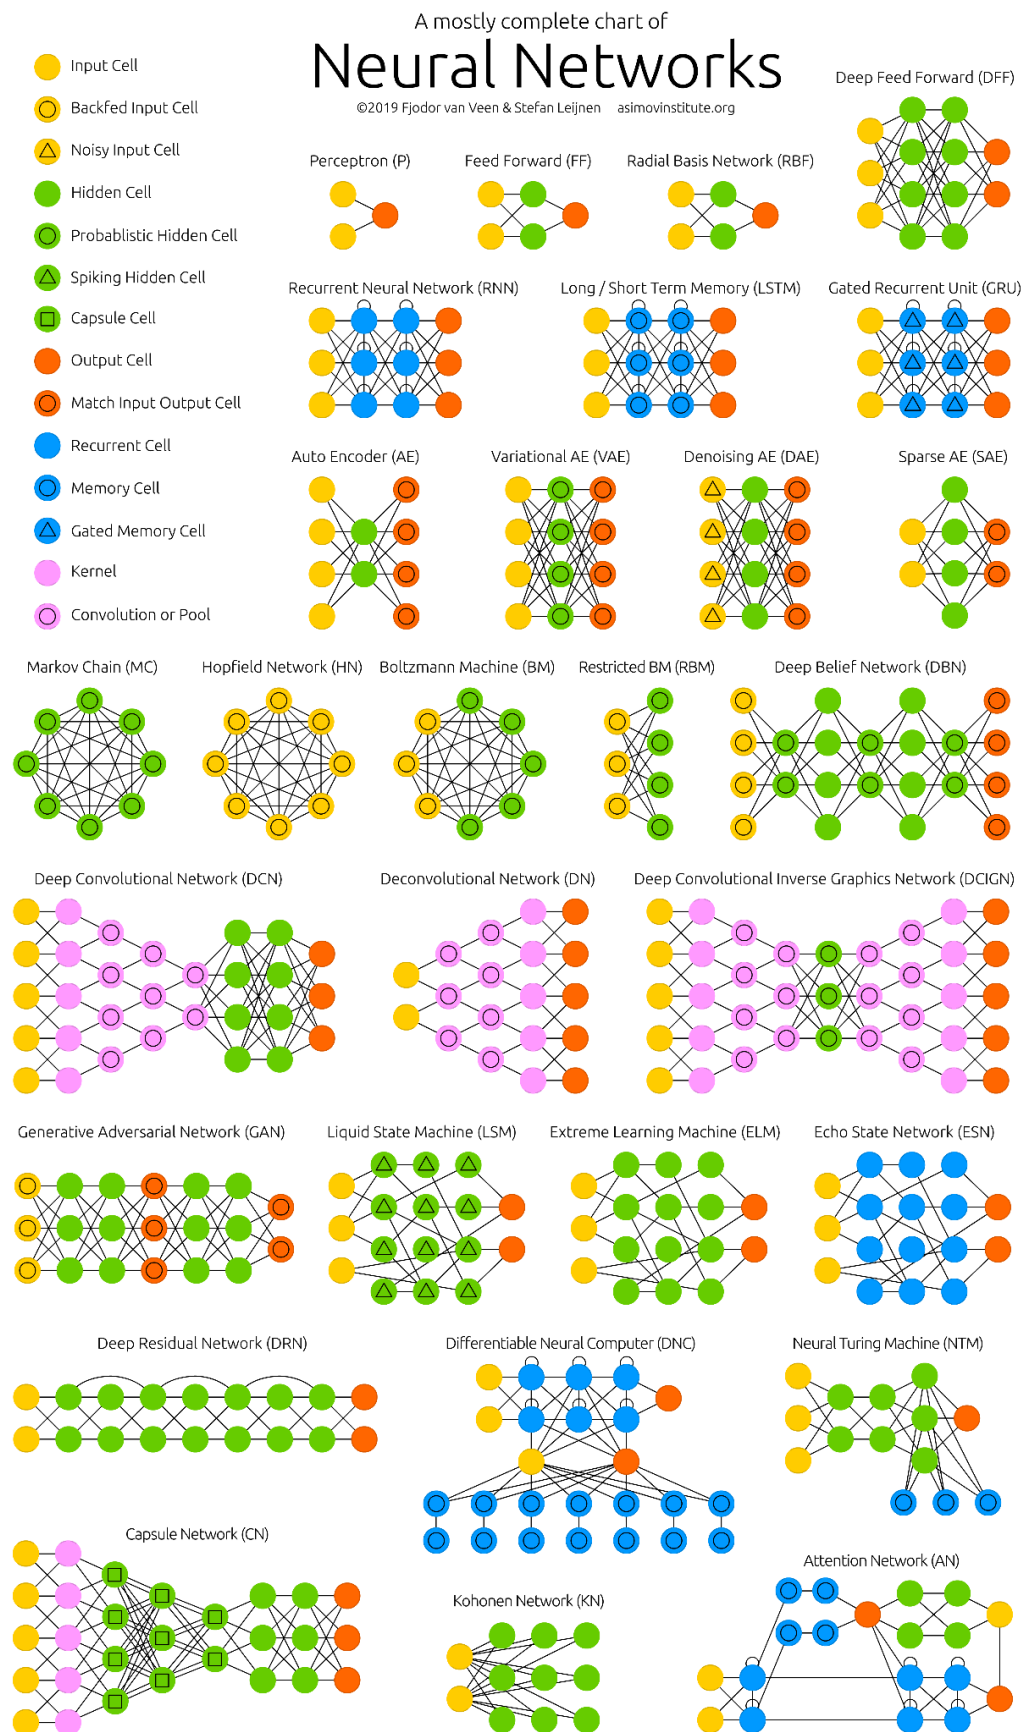 A mostly complete chart of
Neural Networks
©2019 Fjodor van Veen & Stefan Leijnen    asimovinstitute.org
Input Cell
Backfed Input Cell
Noisy Input Cell
Hidden Cell
Probablistic Hidden Cell
Spiking Hidden Cell
Capsule Cell
Output Cell
Match Input Output Cell
Recurrent Cell
Memory Cell
Gated Memory Cell
Kernel
Convolution or Pool
Deep Feed Forward (DFF)
Perceptron (P)
Feed Forward (FF)
Radial Basis Network (RBF)
Recurrent Neural Network (RNN)
Long / Short Term Memory (LSTM)
Gated Recurrent Unit (GRU)
Auto Encoder (AE)
Variational AE (VAE)
Denoising AE (DAE)
Sparse AE (SAE)
Markov Chain (MC)
Hopfield Network (HN)
Boltzmann Machine (BM)
Restricted BM (RBM)
Deep Belief Network (DBN)
Deep Convolutional Network (DCN)
Deconvolutional Network (DN)
Deep Convolutional Inverse Graphics Network (DCIGN)
Generative Adversarial Network (GAN)
Liquid State Machine (LSM)
Extreme Learning Machine (ELM)
Echo State Network (ESN)
Deep Residual Network (DRN)
Differentiable Neural Computer (DNC)
Neural Turing Machine (NTM)
Capsule Network (CN)
Kohonen Network (KN)
Attention Network (AN)